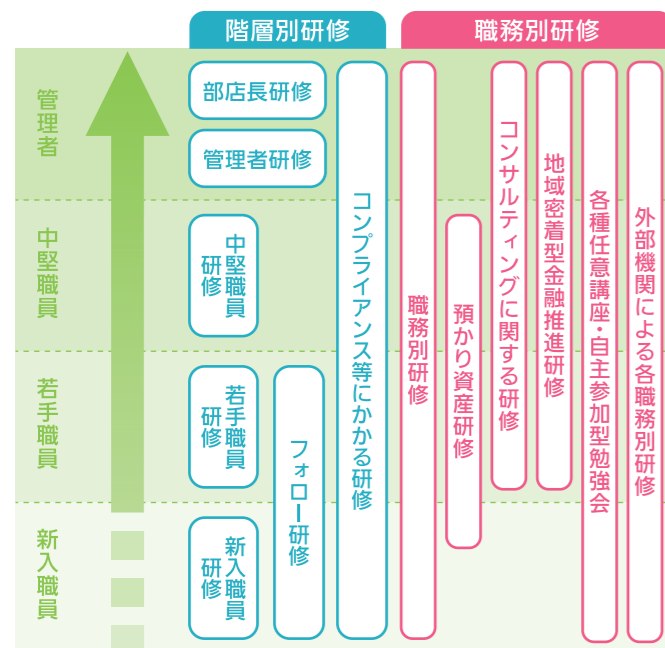 階層別研修
職務別研修
管理者
中堅職員
若手職員
新入職員
部店長研修
管理者研修
中堅職員
研修
若手職員
研修
新入職員
研修
フォロー研修
コンプライアンス等にかかる研修
職務別研修
預かり資産研修
コンサルティングに関する研修
地域密着型金融推進研修
各種任意講座・自主参加型勉強会
外部機関による各職務別研修